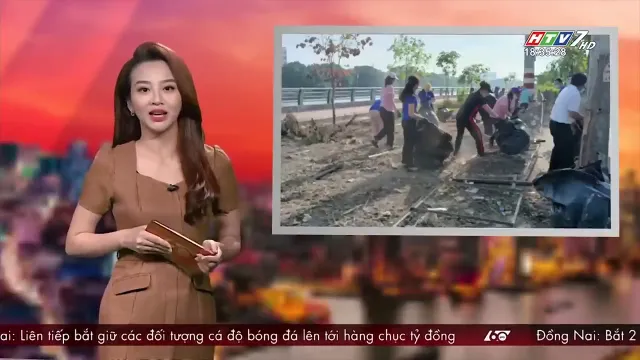 HTV7 HD
18:35:28
ai: Liên tiếp bắt giữ các đối tượng cá độ bóng đá lên tới hàng chục tỷ đồng 60 Đồng Nai: Bắt 2